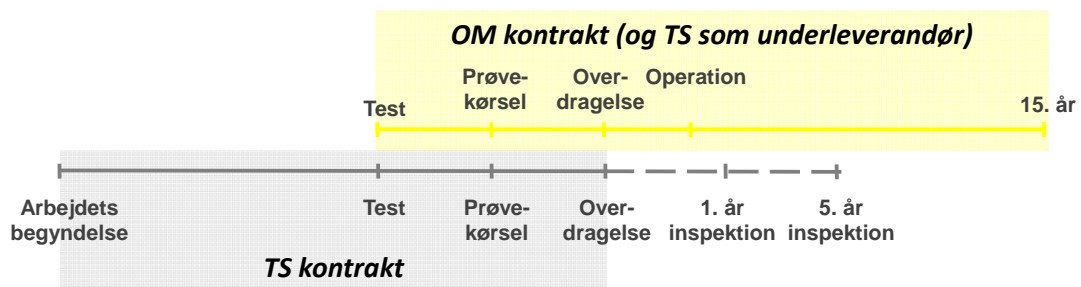 OM kontrakt (og TS som underleverandør)
Prøve- Over- Operation
kørsel dragelse
Test 15. år
Arbejdets Test Prøve- Over- 1. år 5. år
begyndelse kørsel dragelse inspektion inspektion
TS kontrakt